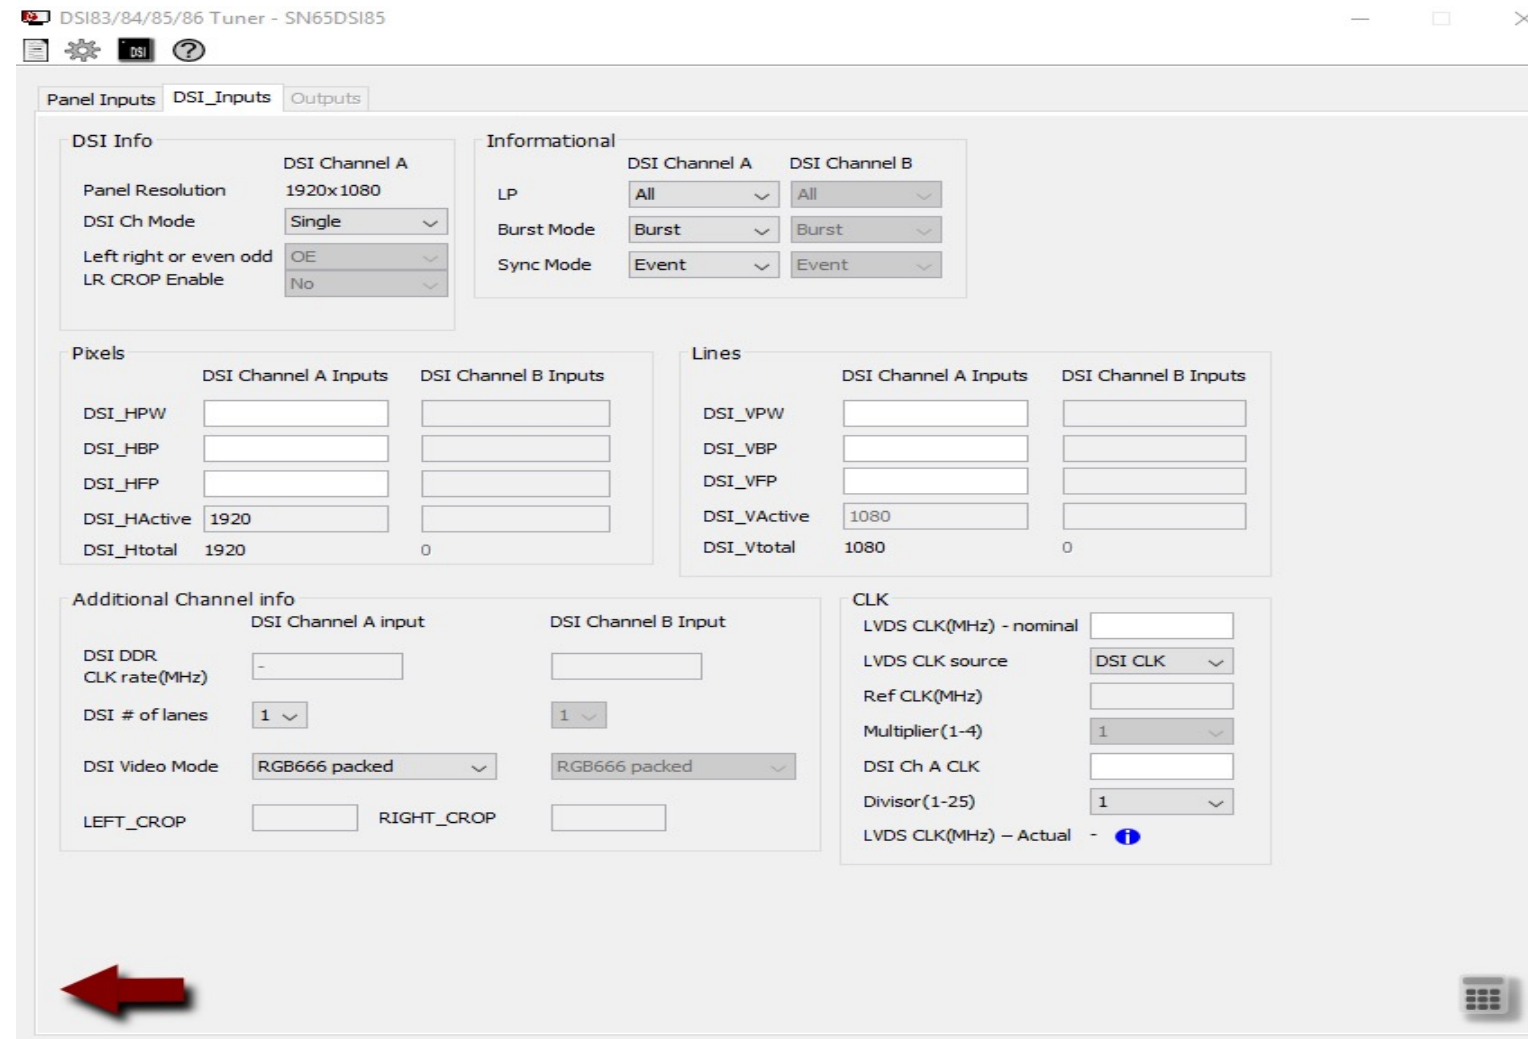 DSI83/84/85/86 Tuner - SN65DSI85
DSI
Panel Inputs DSI_Inputs Outputs
DSI Info
DSI Channel A
Panel Resolution 1920x1080
DSI Ch Mode Single
Left right or even odd OE
LR CROP Enable No
Informational
DSI Channel A DSI Channel B
LP All All
Burst Mode Burst Burst
Sync Mode Event Event
Pixels
DSI Channel A Inputs DSI Channel B Inputs
DSI_HPW
DSI_HBP
DSI_HFP
DSI_HActive 1920
DSI_Htotal 1920 0
Lines
DSI Channel A Inputs DSI Channel B Inputs
DSI_VPW
DSI_VBP
DSI_VFP
DSI_VActive 1080
DSI_Vtotal 1080 0
Additional Channel info
DSI Channel A input DSI Channel B Input
DSI DDR
CLK rate(MHz) -
DSI # of lanes 1 1
DSI Video Mode RGB666 packed RGB666 packed
LEFT_CROP RIGHT_CROP
CLK
LVDS CLK(MHz) - nominal
LVDS CLK source DSI CLK
Ref CLK(MHz)
Multiplier(1-4) 1
DSI Ch A CLK
Divisor(1-25) 1
LVDS CLK(MHz) – Actual -